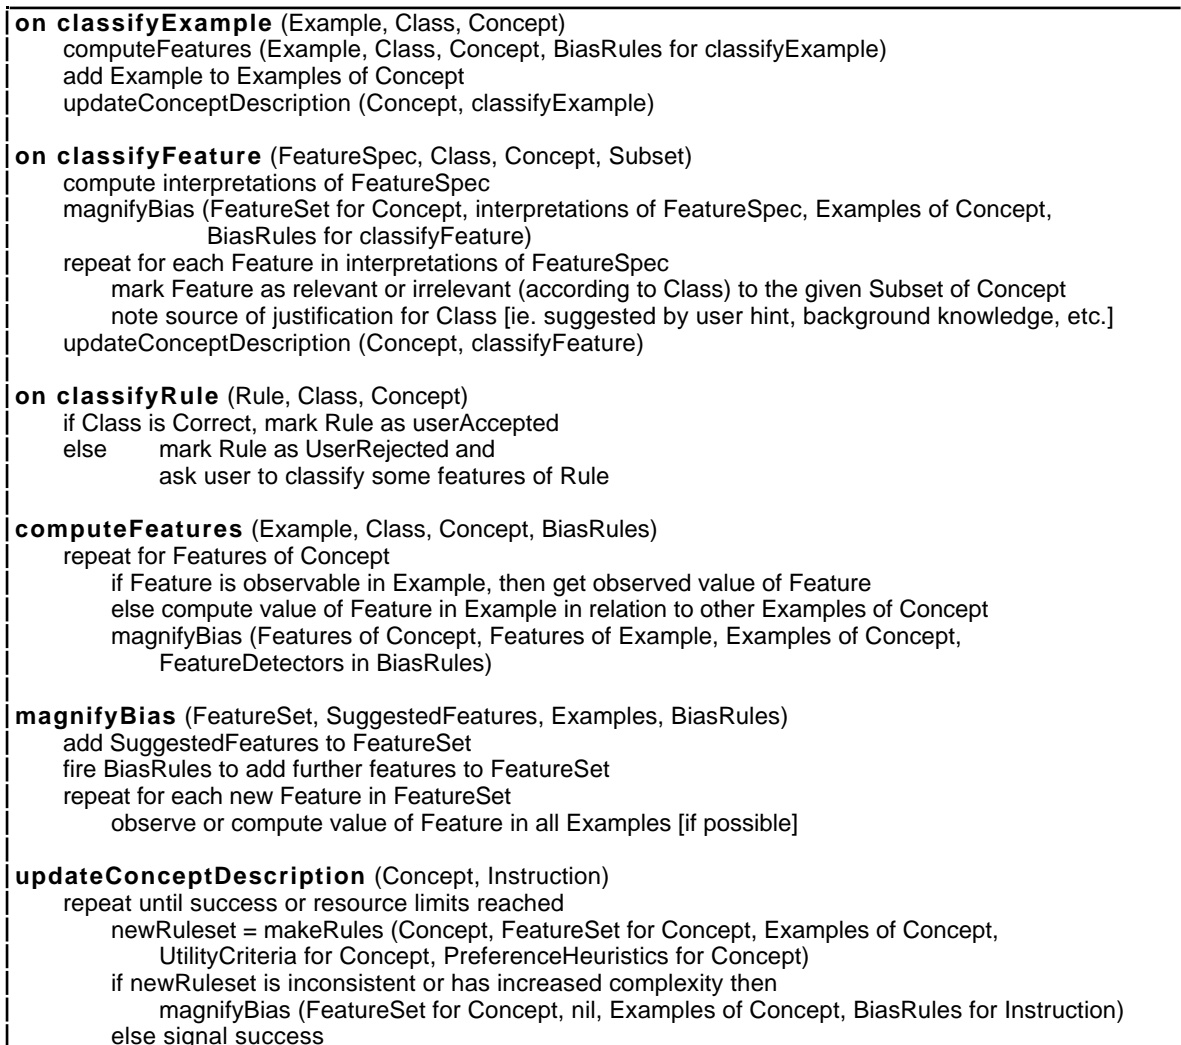 on classifyExample (Example, Class, Concept)
computeFeatures (Example, Class, Concept, BiasRules for classifyExample)
add Example to Examples of Concept
updateConceptDescription (Concept, classifyExample)
on classifyFeature (FeatureSpec, Class, Concept, Subset)
compute interpretations of FeatureSpec
magnifyBias (FeatureSet for Concept, interpretations of FeatureSpec, Examples of Concept,
BiasRules for classifyFeature)
repeat for each Feature in interpretations of FeatureSpec
mark Feature as relevant or irrelevant (according to Class) to the given Subset of Concept
note source of justification for Class [ie. suggested by user hint, background knowledge, etc.]
updateConceptDescription (Concept, classifyFeature)
on classifyRule (Rule, Class, Concept)
if Class is Correct, mark Rule as userAccepted
else mark Rule as UserRejected and
ask user to classify some features of Rule
computeFeatures (Example, Class, Concept, BiasRules)
repeat for Features of Concept
if Feature is observable in Example, then get observed value of Feature
else compute value of Feature in Example in relation to other Examples of Concept
magnifyBias (Features of Concept, Features of Example, Examples of Concept,
FeatureDetectors in BiasRules)
magnifyBias (FeatureSet, SuggestedFeatures, Examples, BiasRules)
add SuggestedFeatures to FeatureSet
fire BiasRules to add further features to FeatureSet
repeat for each new Feature in FeatureSet
observe or compute value of Feature in all Examples [if possible]
updateConceptDescription (Concept, Instruction)
repeat until success or resource limits reached
newRuleset = makeRules (Concept, FeatureSet for Concept, Examples of Concept,
UtilityCriteria for Concept, PreferenceHeuristics for Concept)
if newRuleset is inconsistent or has increased complexity then
magnifyBias (FeatureSet for Concept, nil, Examples of Concept, BiasRules for Instruction)
else signal success